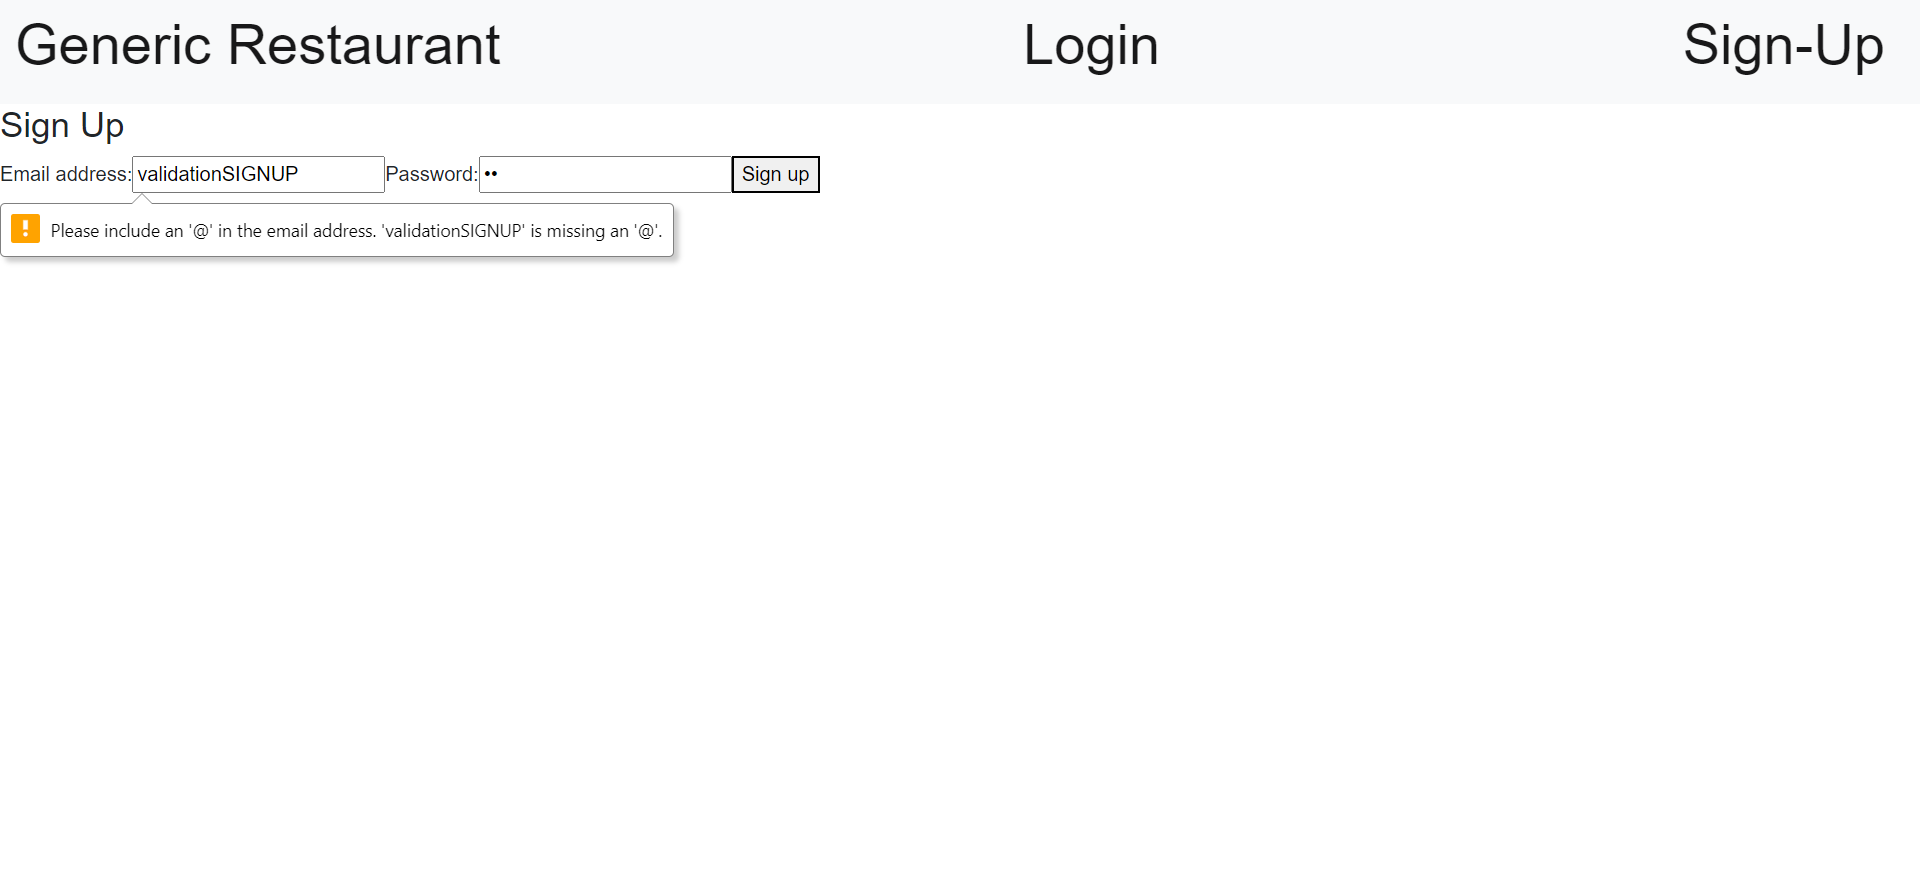 Generic Restaurant Login Sign-Up
Sign Up
Email address: validationSIGNUP Password: •• Sign up
Please include an '@' in the email address. 'validationSIGNUP' is missing an '@'.